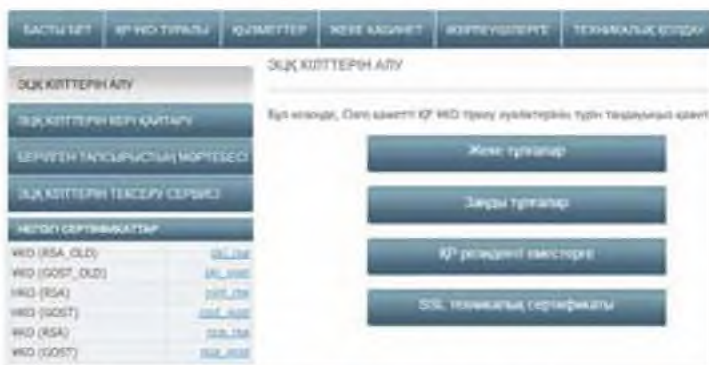 БАСТЫ БЕТ ҚР НКО ТУРАЛЫ ҚЫЗМЕТТЕР ЖЕКЕ КАБИНЕТ ӘЗІРЛЕУШІЛЕРГЕ ТЕХНИКАЛЫҚ ҚОЛДАУ
ЭЦҚ КІЛТТЕРІН АЛУ
ЭЦҚ КІЛТТЕРІН КЕРІ ҚАЙТАРУ
БЕРІЛГЕН ТАПСЫРЫСТЫҢ МӘРТЕБЕСІ
ЭЦҚ КІЛТТЕРІН ТЕКСЕРУ СЕРВИСІ
НЕГІЗГІ СЕРТИФИКАТТАР
ҰКО (RSA_OLD)
ҰКО (GOST_OLD)
ҰКО (RSA)
ҰКО (GOST)
ҰКО (RSA)
ҰКО (GOST)
ЭЦҚ КІЛТТЕРІН АЛУ
Бұл кезеңде, Сізге қажетті ҚР ҰКО тіркеу куәліктерінің түрін таңдауыңыз
Жеке тұлғалар
Заңды тұлғалар
ҚР резиденті еместерге
SSL техникалық сертификаты